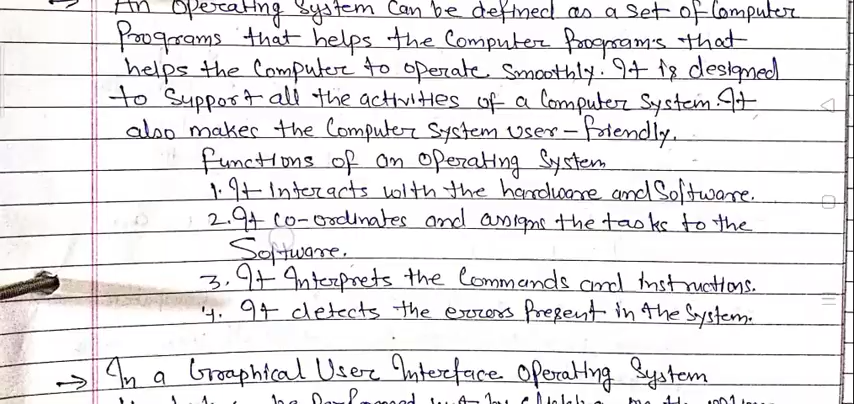 An Operating System Can be defined as a set of Computer
Programs that helps the Computer Programs that
helps the Computer to operate smoothly. It is designed
to support all the activities of a Computer System. It
also makes the Computer System user-friendly.
Functions of an Operating System
1. It Interacts with the hardware and Software.
2. It Co-ordinates and assigns the tasks to the
Software.
3. It Interprets the Commands and instructions.
4. It detects the errors Present in the System.
→ In a Graphical User Interface Operating System
be Performed